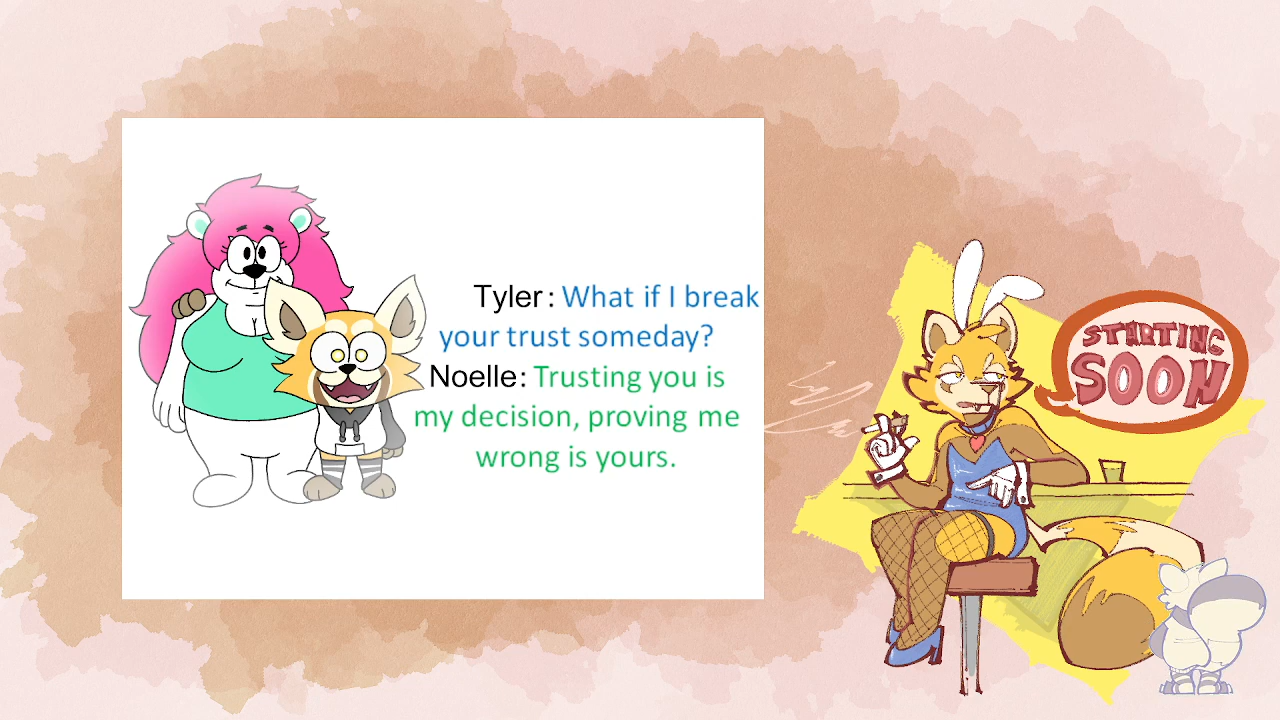 Tyler: What if I break
your trust someday?
Noelle: Trusting you is
my decision, proving me
wrong is yours.
STARTING
SOON